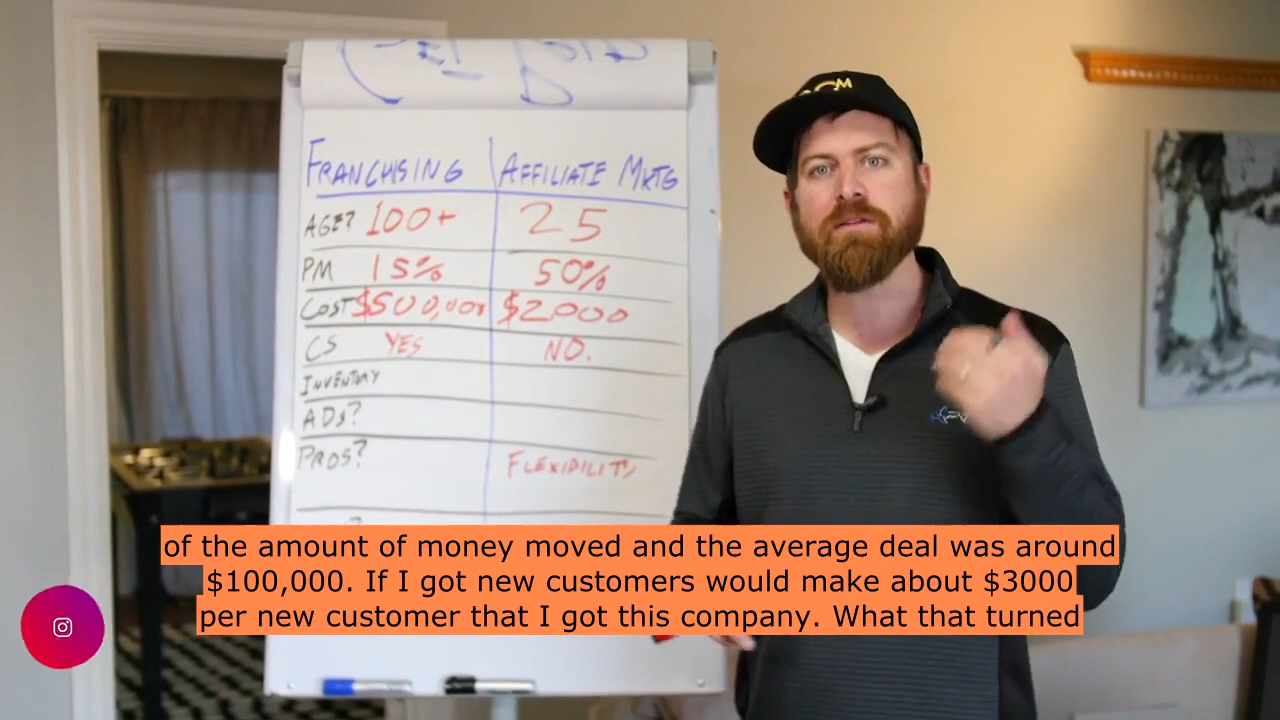 FRANCHISING AFFILIATE MKTG
AGE? 100+ 25
PM 15% 50%
COST $500,000 $2000
CS YES NO.
INVENTORY
ADS?
PROS? FLEXIBILITY
of the amount of money moved and the average deal was around
$100,000. If I got new customers would make about $3000
per new customer that I got this company. What that turned